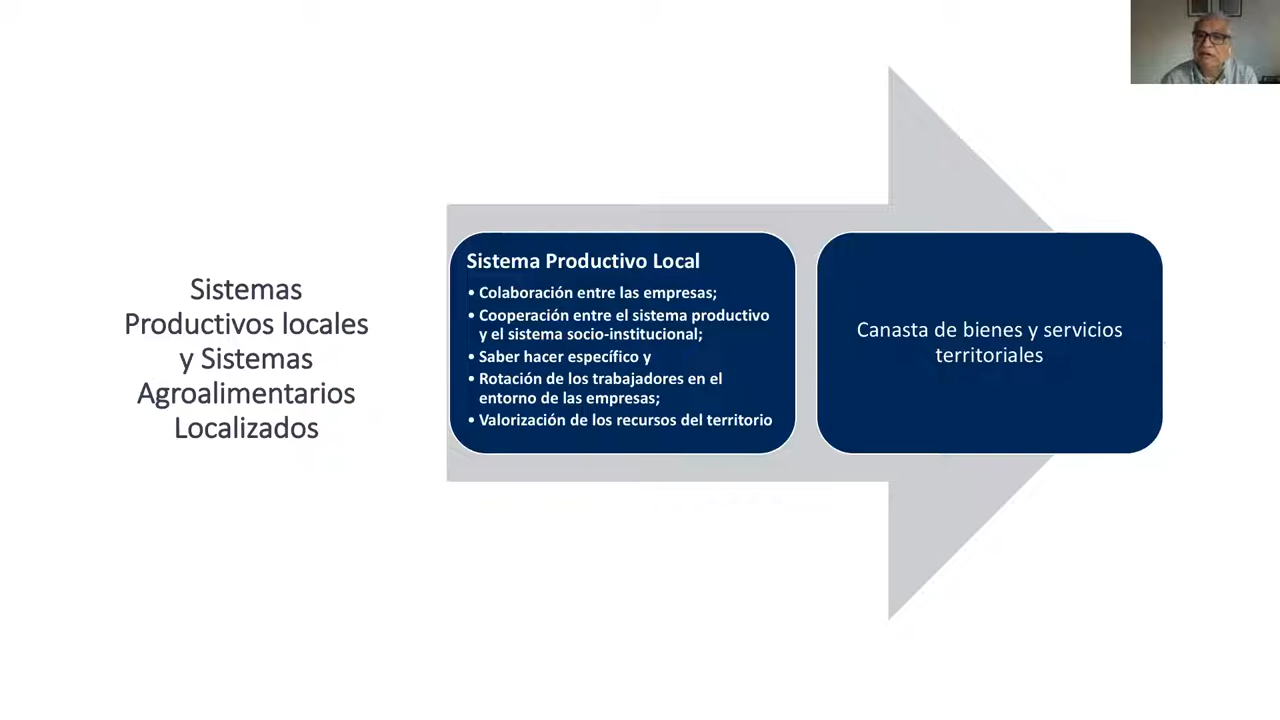 Sistemas
Productivos locales
y Sistemas
Agroalimentarios
Localizados
Sistema Productivo Local
• Colaboración entre las empresas;
• Cooperación entre el sistema productivo
y el sistema socio-institucional;
• Saber hacer específico y
• Rotación de los trabajadores en el
entorno de las empresas;
• Valorización de los recursos del territorio
Canasta de bienes y servicios
territoriales